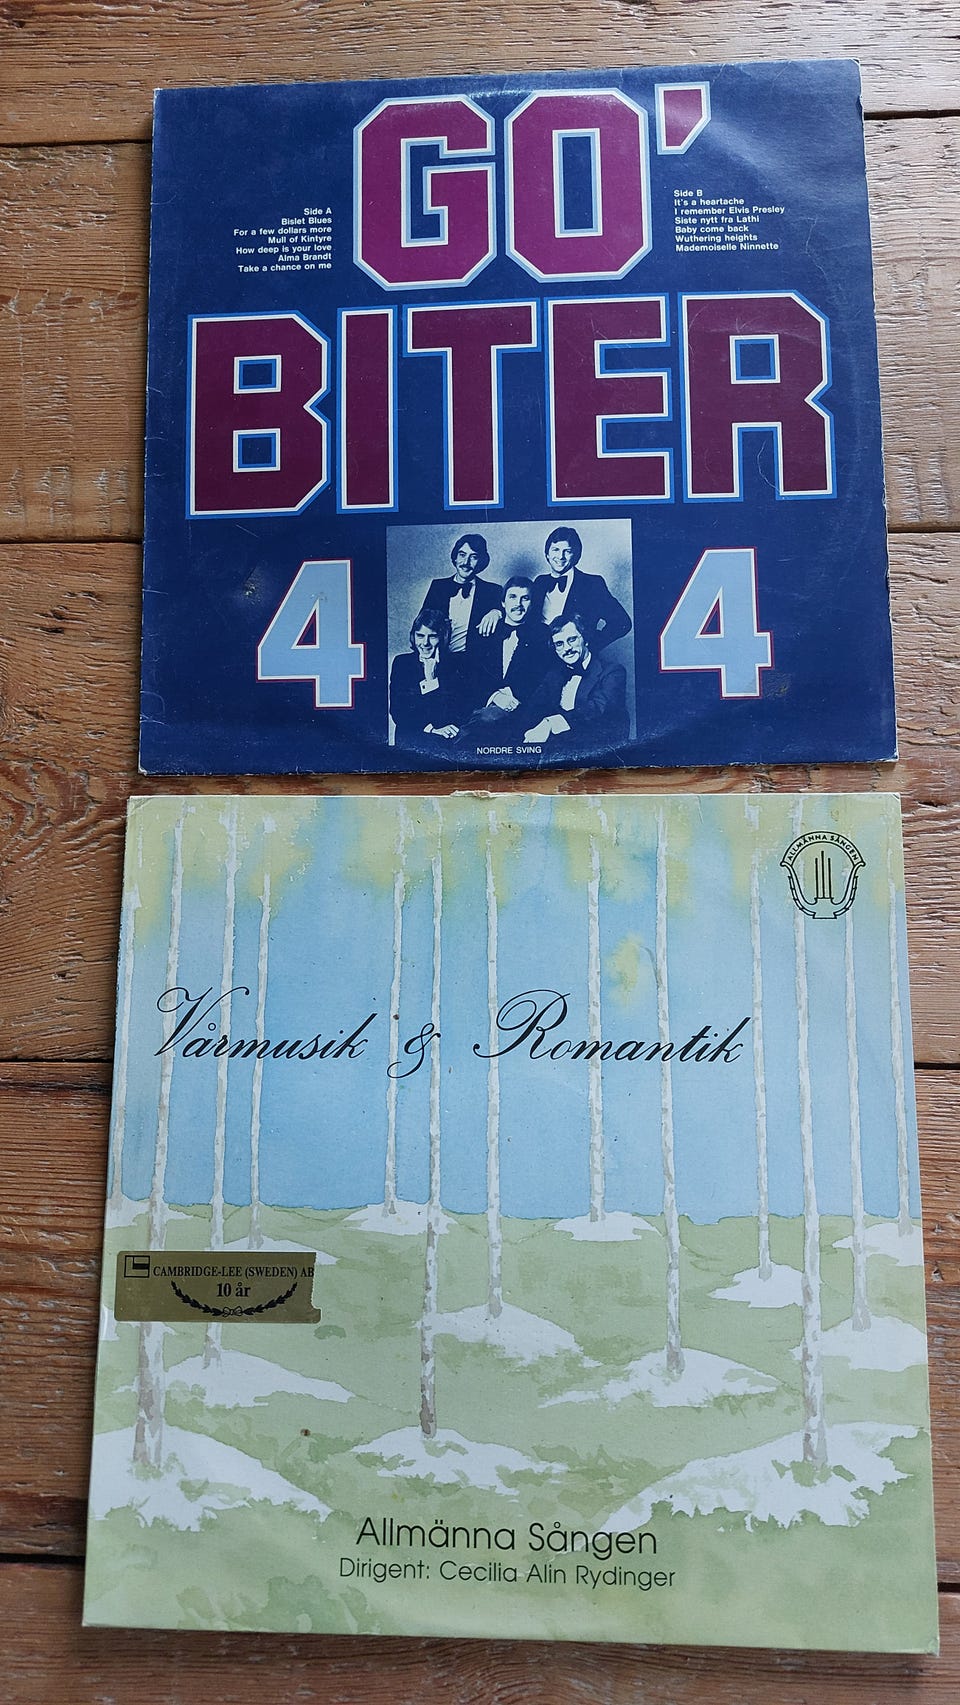 GO'
Side A
Bislet Blues
For a few dollars more
Mull of Kintyre
How deep is your love
Alma Brandt
Take a chance on me
Side B
It's a heartache
I remember Elvis Presley
Siste nytt fra Lathi
Baby come back
Wuthering heights
Mademoiselle Ninnette
BITER
4 4
NORDRE SVING
ALLMÄNNA SÅNGEN
Vårmusik & Romantik
CAMBRIDGE-LEE (SWEDEN) AB
10 år
Allmänna Sången
Dirigent: Cecilia Alin Rydinger